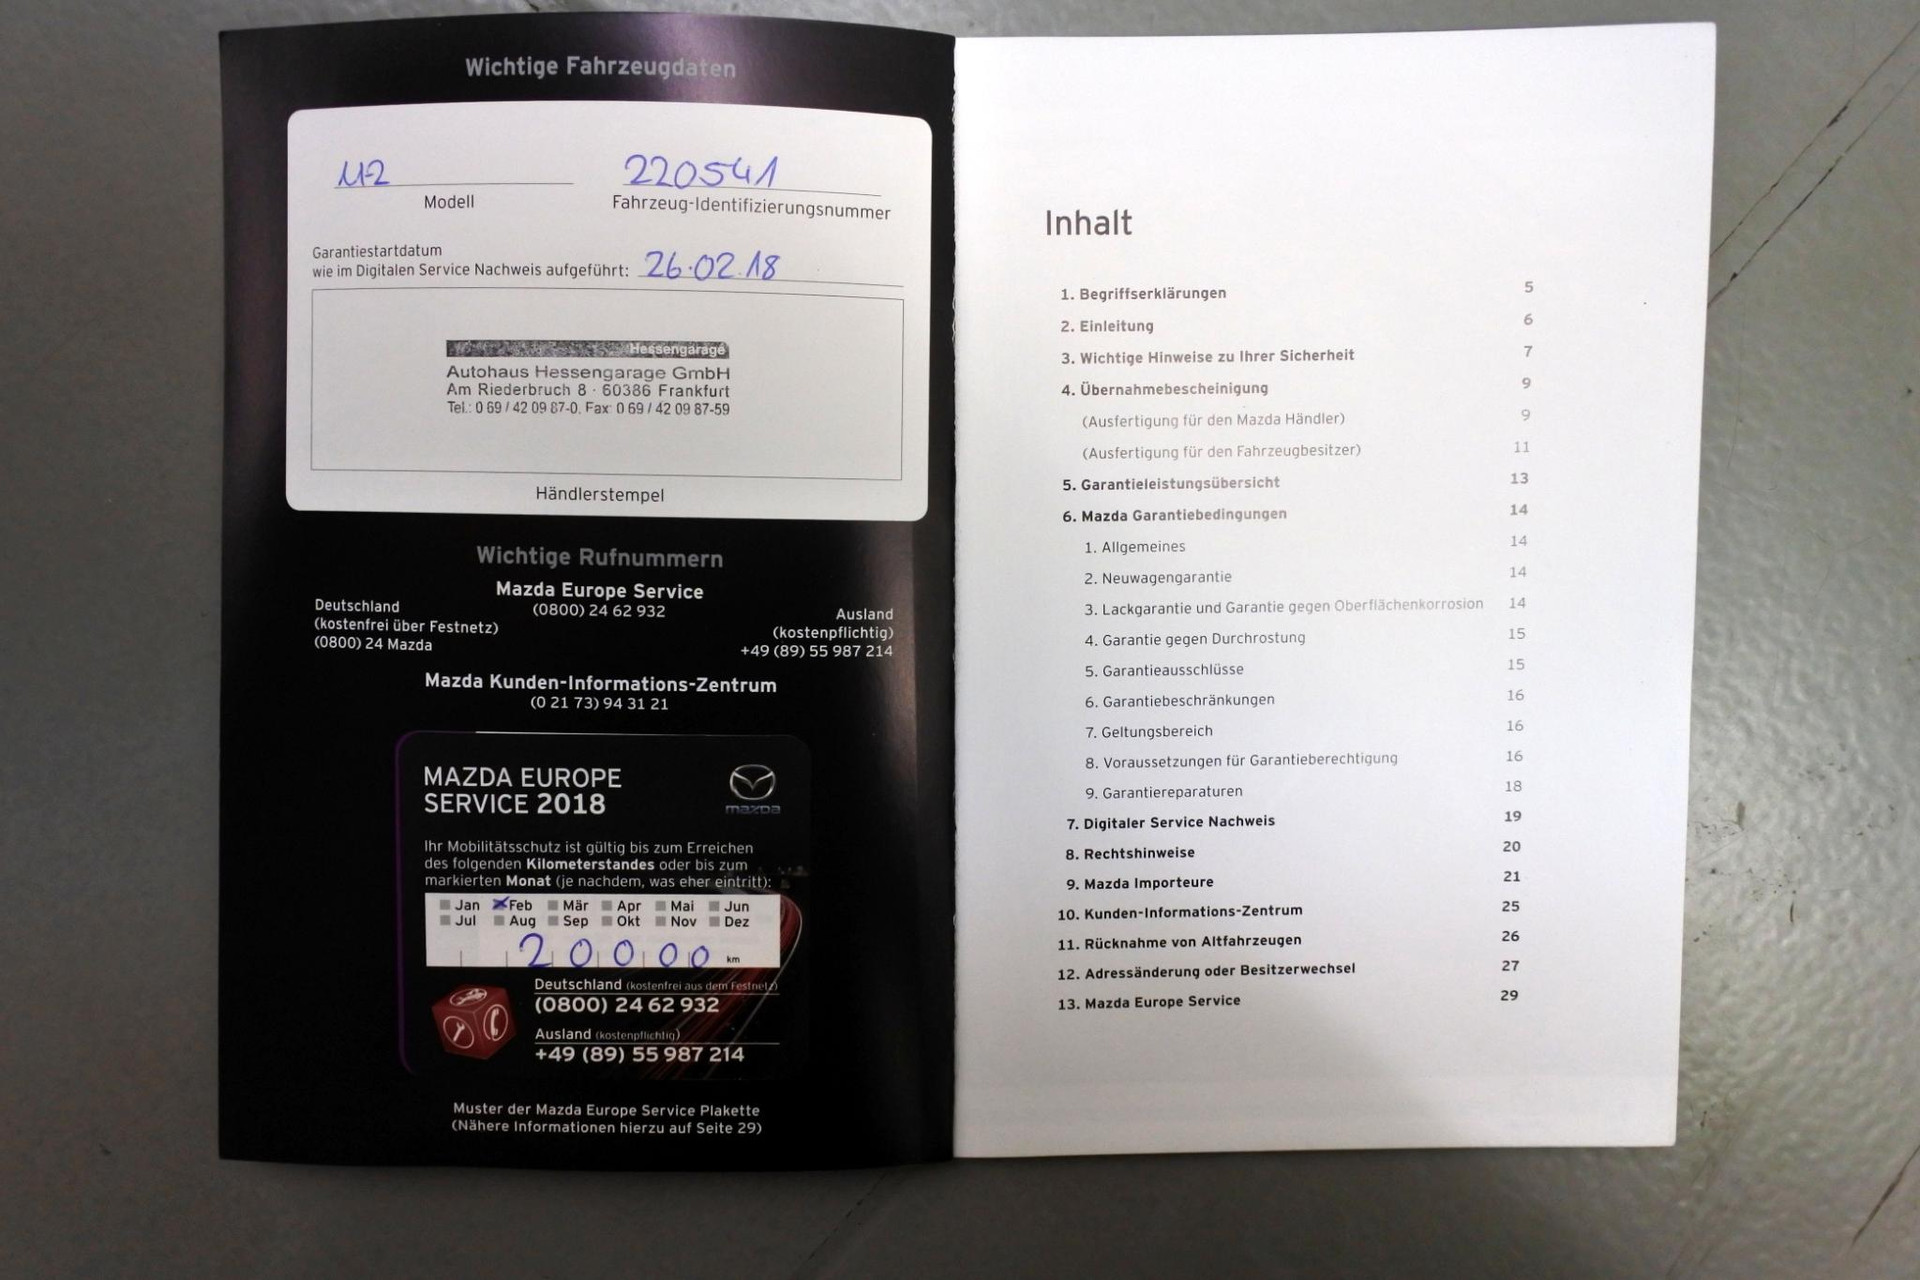 Wichtige Fahrzeugdaten
M2 220541
Modell Fahrzeug-Identifizierungsnummer
Garantiestartdatum
wie im Digitalen Service Nachweis aufgeführt: 26.02.18
Hessengarage
Autohaus Hessengarage GmbH
Am Riederbruch 8 · 60386 Frankfurt
Tel.: 0 69 / 42 09 87-0, Fax: 0 69 / 42 09 87-59
Händlerstempel
Wichtige Rufnummern
Mazda Europe Service
(0800) 24 62 932
Deutschland
(kostenfrei über Festnetz)
(0800) 24 Mazda
Ausland
(kostenpflichtig)
+49 (89) 55 987 214
Mazda Kunden-Informations-Zentrum
(0 21 73) 94 31 21
MAZDA EUROPE
SERVICE 2018
mazda
Ihr Mobilitätsschutz ist gültig bis zum Erreichen
des folgenden Kilometerstandes oder bis zum
markierten Monat (je nachdem, was eher eintritt):
Jan Feb Mär Apr Mai Jun
Jul Aug Sep Okt Nov Dez
20000 km
Deutschland (kostenfrei aus dem Festnetz)
(0800) 24 62 932
Ausland (kostenpflichtig)
+49 (89) 55 987 214
Muster der Mazda Europe Service Plakette
(Nähere Informationen hierzu auf Seite 29)
Inhalt
1. Begriffserklärungen 5
2. Einleitung 6
3. Wichtige Hinweise zu Ihrer Sicherheit 7
4. Übernahmebescheinigung 9
(Ausfertigung für den Mazda Händler) 9
(Ausfertigung für den Fahrzeugbesitzer) 11
5. Garantieleistungsübersicht 13
6. Mazda Garantiebedingungen 14
1. Allgemeines 14
2. Neuwagengarantie 14
3. Lackgarantie und Garantie gegen Oberflächenkorrosion 14
4. Garantie gegen Durchrostung 15
5. Garantieausschlüsse 15
6. Garantiebeschränkungen 16
7. Geltungsbereich 16
8. Voraussetzungen für Garantieberechtigung 16
9. Garantiereparaturen 18
7. Digitaler Service Nachweis 19
8. Rechtshinweise 20
9. Mazda Importeure 21
10. Kunden-Informations-Zentrum 25
11. Rücknahme von Altfahrzeugen 26
12. Adressänderung oder Besitzerwechsel 27
13. Mazda Europe Service 29